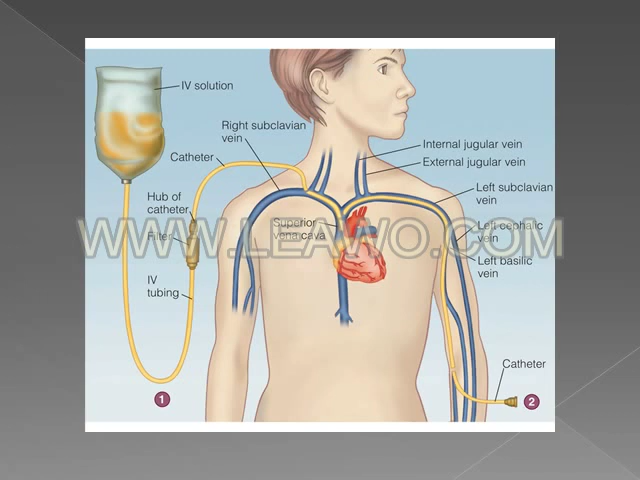 IV solution
Right subclavian
vein
Catheter
Internal jugular vein
External jugular vein
Left subclavian
vein
Hub of
catheter
Superior
vena cava
Left cephalic
vein
WWW.LEAWO.COM
Filter
Left basilic
vein
IV
tubing
Catheter
1
2